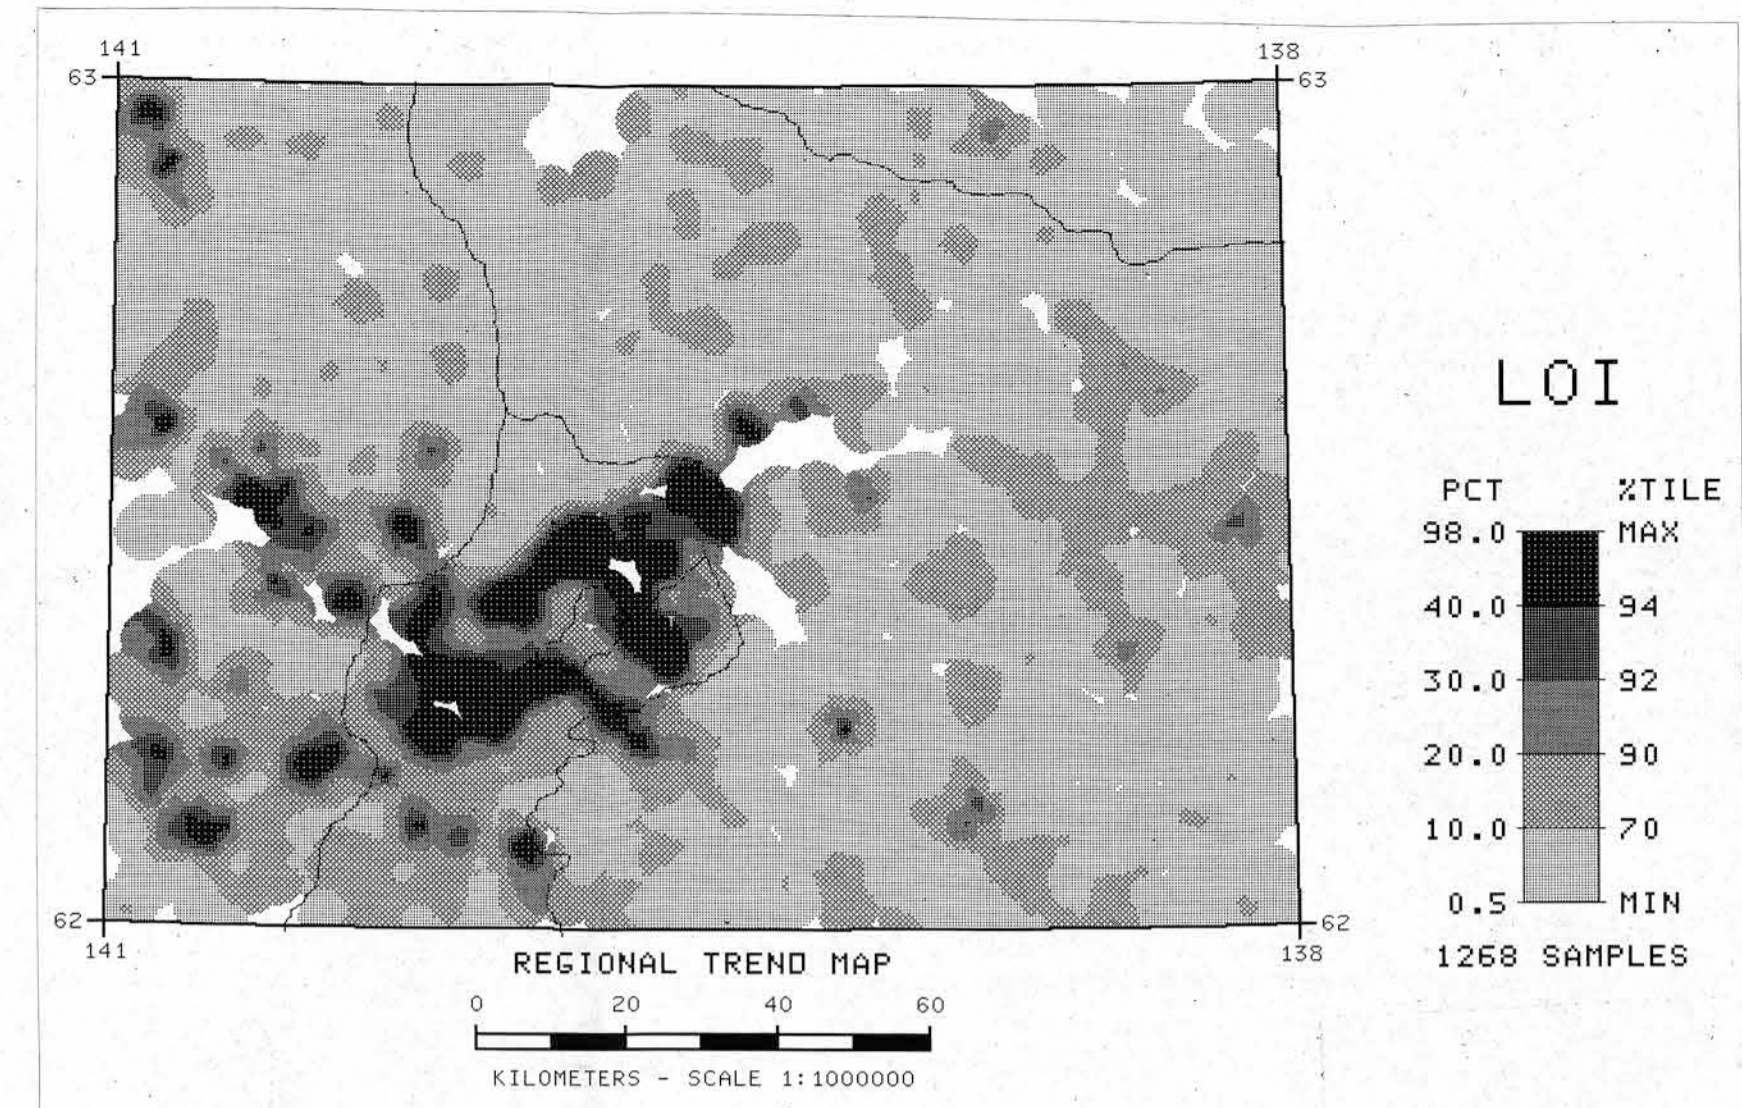 141 138
63 63
LOI
PCT %TILE
98.0 MAX
40.0 94
30.0 92
20.0 90
10.0 70
0.5 MIN
62 62
141 138
1268 SAMPLES
REGIONAL TREND MAP
0 20 40 60
KILOMETERS - SCALE 1:1000000